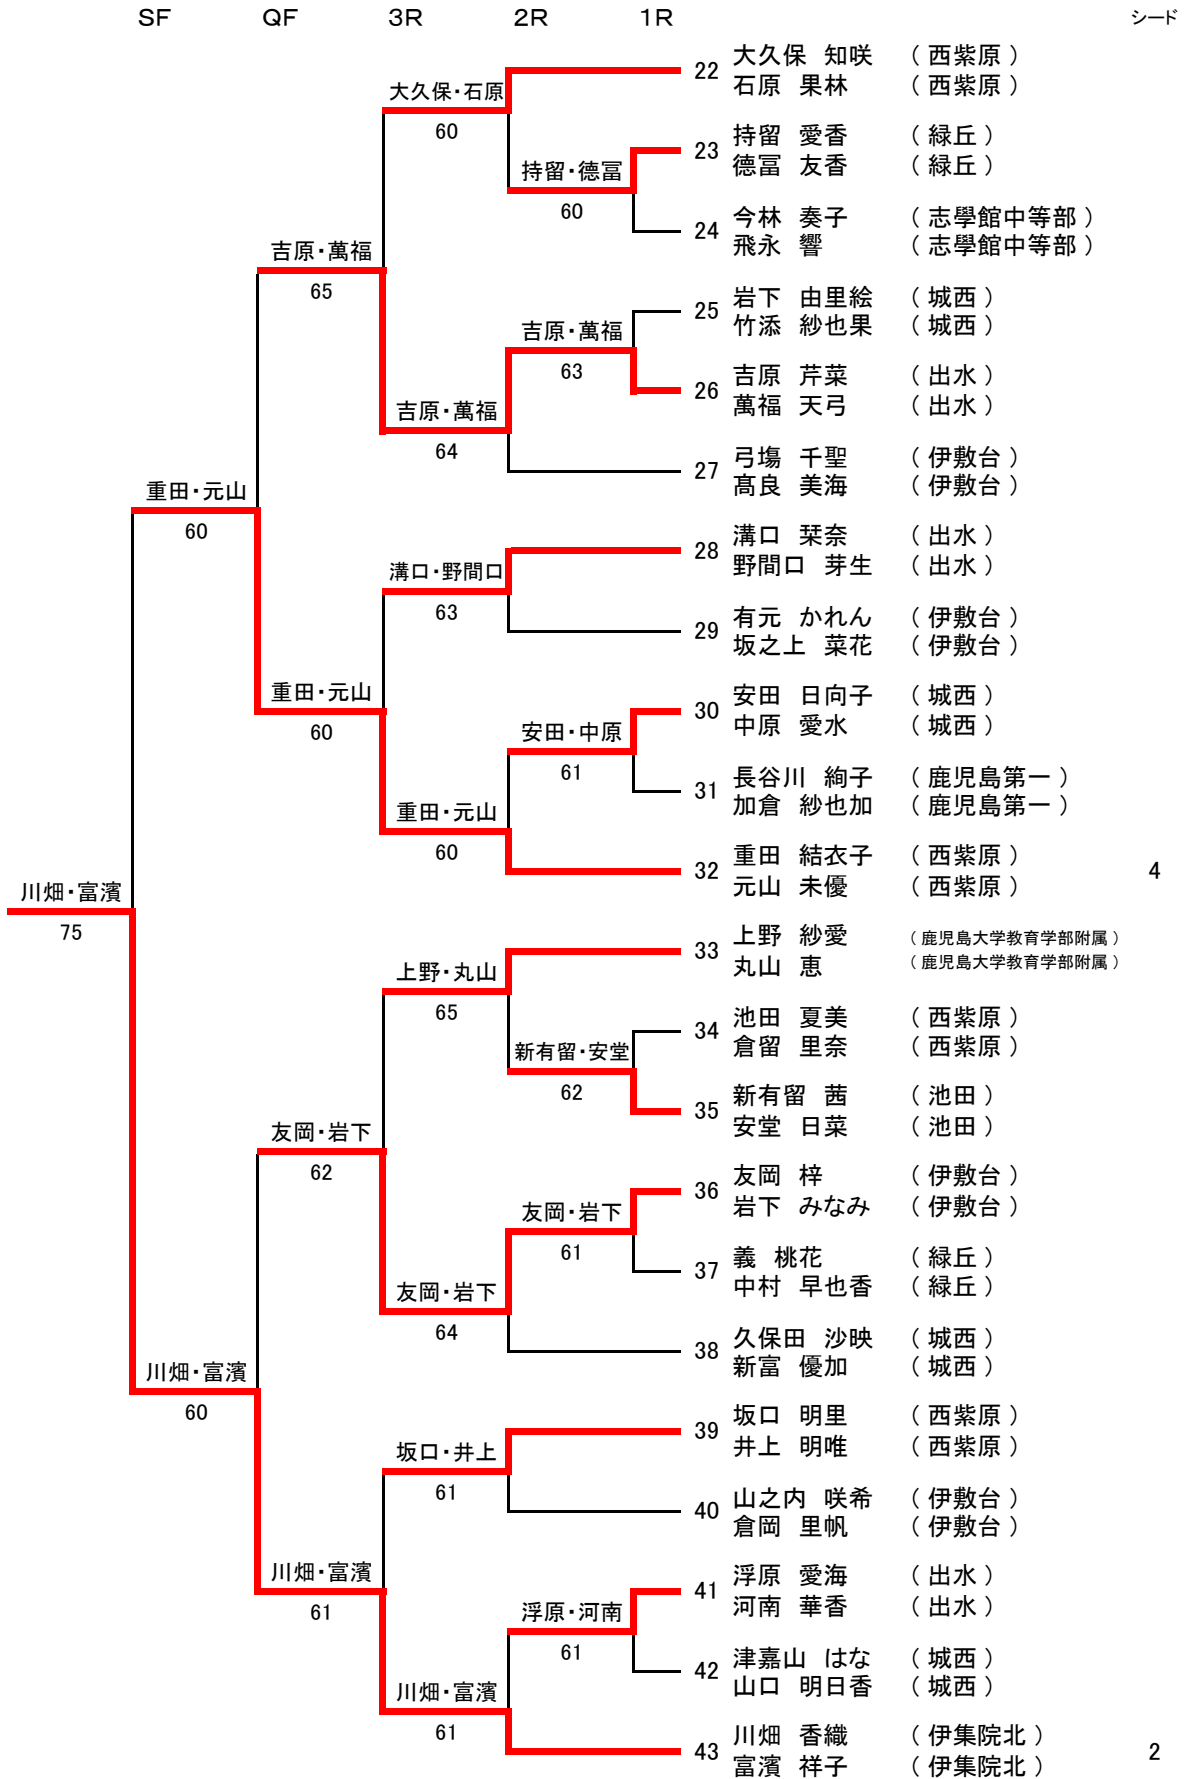 SF QF 3R 2R 1R シード
大久保 知咲 （ 西紫原 ）
22
石原 果林 （ 西紫原 ）
大久保・石原
60
持留 愛香 （ 緑丘 ）
23
德冨 友香 （ 緑丘 ）
持留・德冨
60
今林 奏子 （ 志學館中等部 ）
24
飛永 響 （ 志學館中等部 ）
吉原・萬福
65
岩下 由里絵 （ 城西 ）
25
竹添 紗也果 （ 城西 ）
吉原・萬福
63
吉原 芹菜 （ 出水 ）
26
萬福 天弓 （ 出水 ）
吉原・萬福
64
弓塲 千聖 （ 伊敷台 ）
27
髙良 美海 （ 伊敷台 ）
重田・元山
60
溝口 栞奈 （ 出水 ）
28
野間口 芽生 （ 出水 ）
溝口・野間口
63
有元 かれん （ 伊敷台 ）
29
坂之上 菜花 （ 伊敷台 ）
重田・元山
60
安田 日向子 （ 城西 ）
30
中原 愛水 （ 城西 ）
安田・中原
61
長谷川 絢子 （ 鹿児島第一 ）
31
加倉 紗也加 （ 鹿児島第一 ）
重田・元山
60
重田 結衣子 （ 西紫原 ）
32 4
元山 未優 （ 西紫原 ）
川畑・富濱
75
上野 紗愛 （ 鹿児島大学教育学部附属 ）
33
丸山 恵 （ 鹿児島大学教育学部附属 ）
上野・丸山
65
池田 夏美 （ 西紫原 ）
34
倉留 里奈 （ 西紫原 ）
新有留・安堂
62
新有留 茜 （ 池田 ）
35
安堂 日菜 （ 池田 ）
友岡・岩下
62
友岡 梓 （ 伊敷台 ）
36
岩下 みなみ （ 伊敷台 ）
友岡・岩下
61
義 桃花 （ 緑丘 ）
37
中村 早也香 （ 緑丘 ）
友岡・岩下
64
久保田 沙映 （ 城西 ）
38
新富 優加 （ 城西 ）
川畑・富濱
60
坂口 明里 （ 西紫原 ）
39
井上 明唯 （ 西紫原 ）
坂口・井上
61
山之内 咲希 （ 伊敷台 ）
40
倉岡 里帆 （ 伊敷台 ）
川畑・富濱
61
浮原 愛海 （ 出水 ）
41
河南 華香 （ 出水 ）
浮原・河南
61
津嘉山 はな （ 城西 ）
42
山口 明日香 （ 城西 ）
川畑・富濱
61
川畑 香織 （ 伊集院北 ）
43 2
富濱 祥子 （ 伊集院北 ）